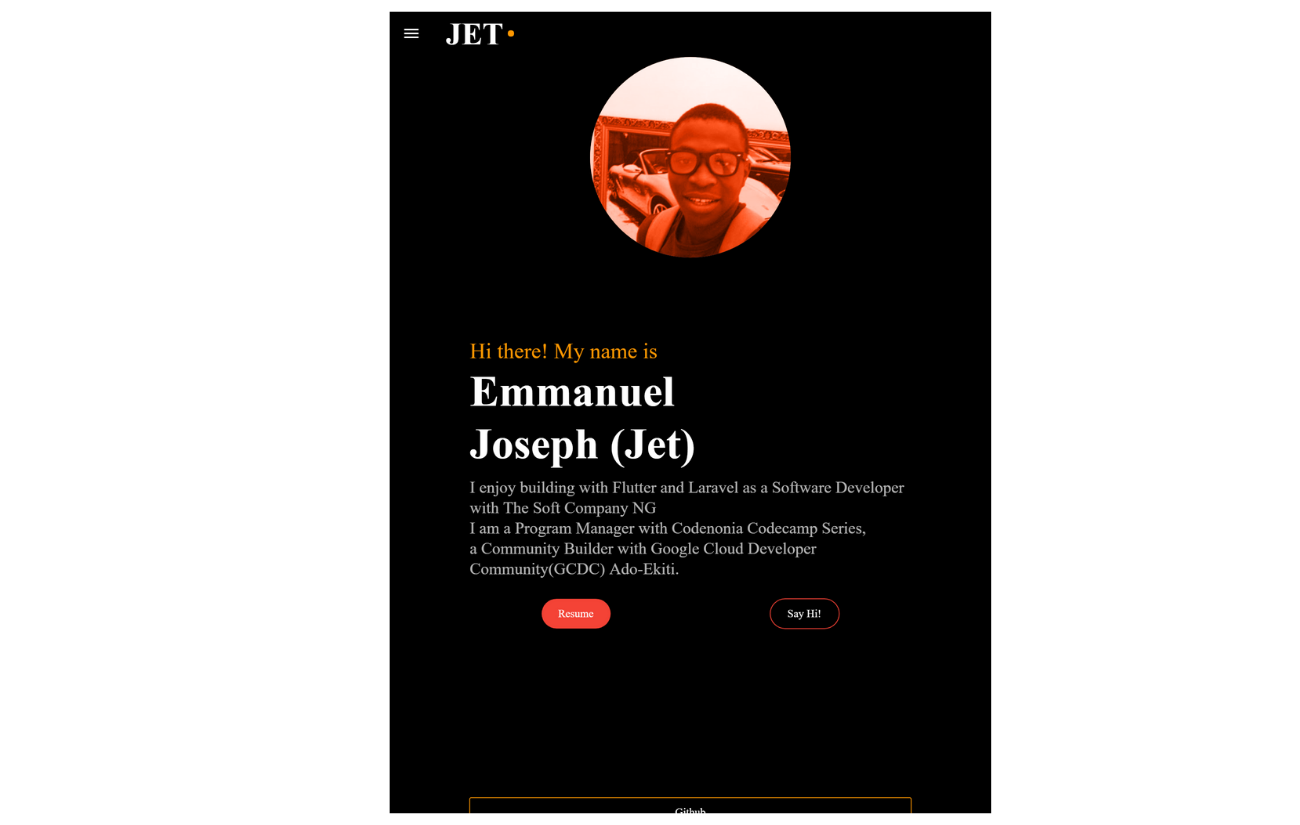 JET
Hi there! My name is
Emmanuel
Joseph (Jet)
I enjoy building with Flutter and Laravel as a Software Developer
with The Soft Company NG
I am a Program Manager with Codenonia Codecamp Series,
a Community Builder with Google Cloud Developer
Community(GCDC) Ado-Ekiti.
Resume
Say Hi!
Github